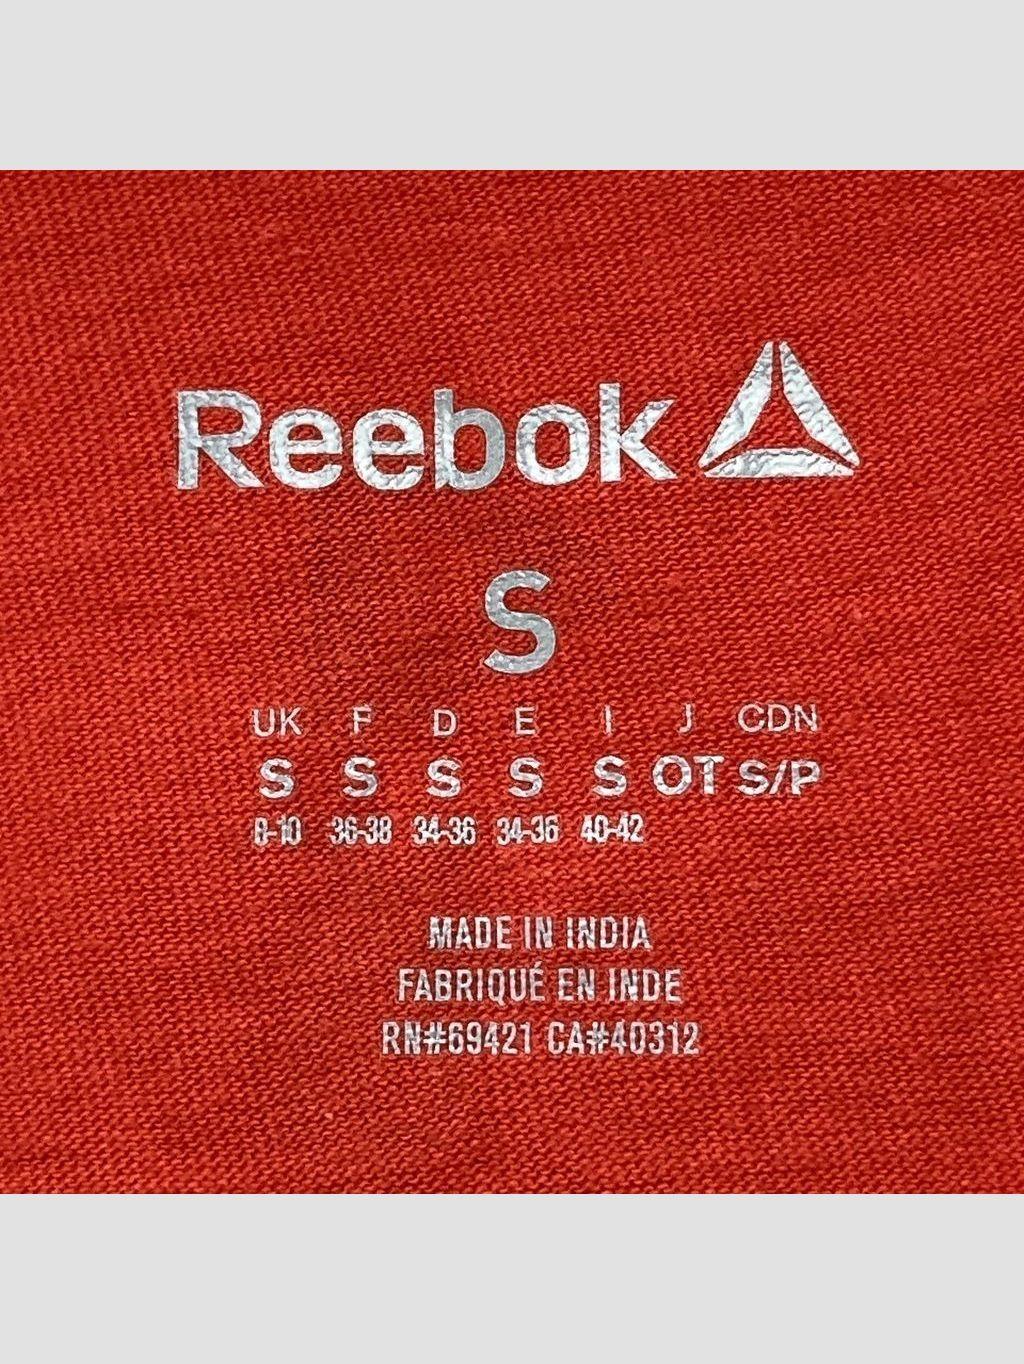 Reebok
S
UK F D E I J CDN
S S S S S OT S/P
8-10 36-38 34-36 34-36 40-42
MADE IN INDIA
FABRIQUÉ EN INDE
RN#69421 CA#40312